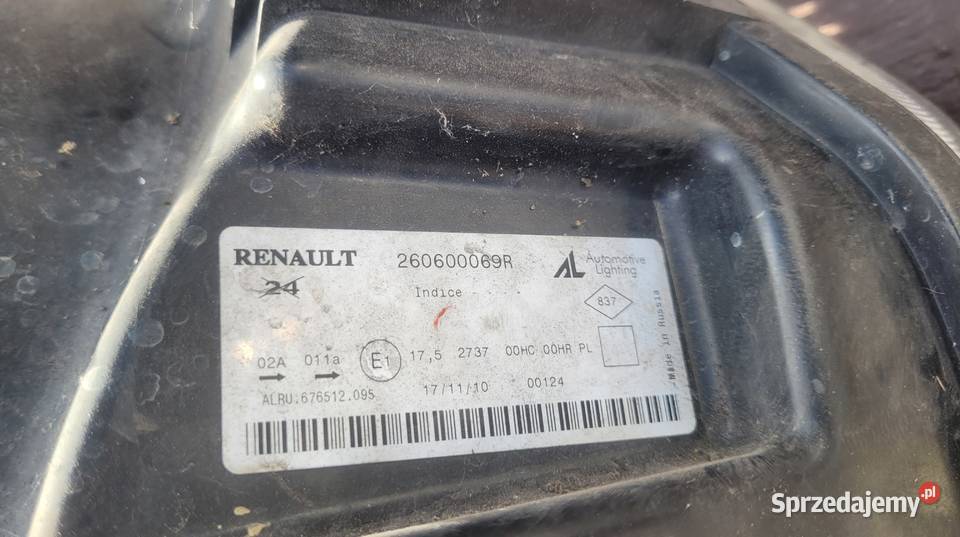 RENAULT 260600069R AL Automotive Lighting
24
Indice - - - -
837
02A 011a E1 17,5 2737 00HC 00HR PL
ALRU:676512.095 17/11/10 00124
Made in Russia
Sprzedajemy.pl